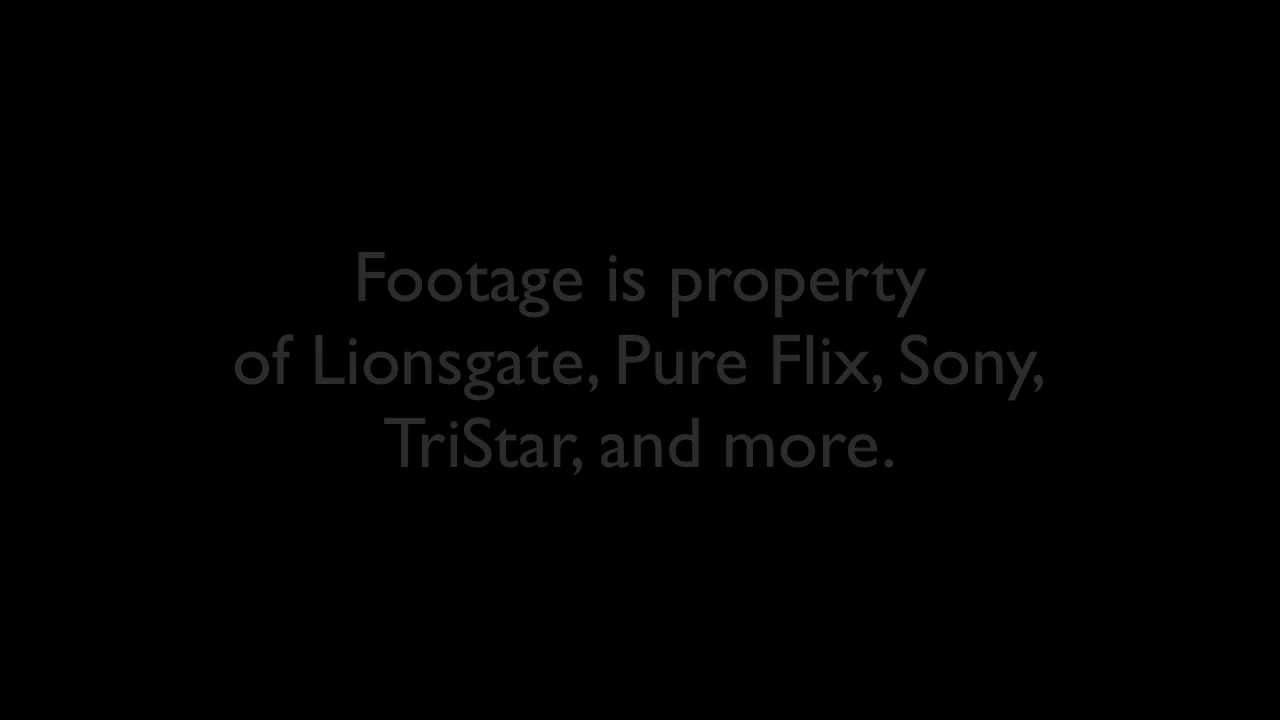 Footage is property
of Lionsgate, Pure Flix, Sony,
TriStar, and more.